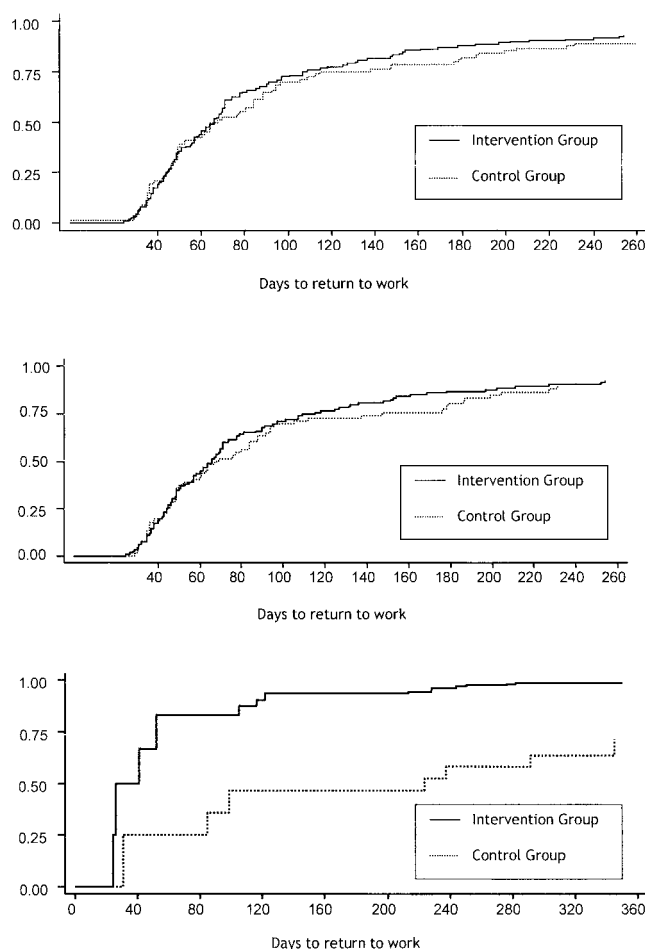 1.00
0.75
0.50
0.25
0.00
40 60 80 100 120 140 160 180 200 220 240 260
Intervention Group
Control Group
Days to return to work
1.00
0.75
0.50
0.25
0.00
40 60 80 100 120 140 160 180 200 220 240 260
Intervention Group
Control Group
Days to return to work
1.00
0.75
0.50
0.25
0.00
0 40 80 120 160 200 240 280 320 360
Intervention Group
Control Group
Days to return to work